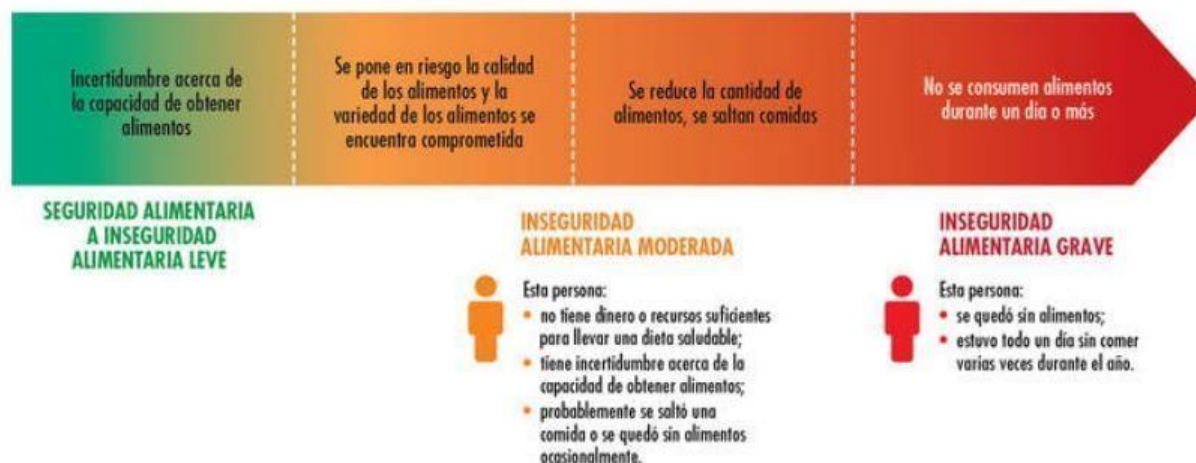 Incertidumbre acerca de
la capacidad de obtener
alimentos
Se pone en riesgo la calidad
de los alimentos y la
variedad de los alimentos se
encuentra comprometida
Se reduce la cantidad de
alimentos, se saltan comidas
No se consumen alimentos
durante un día o más
SEGURIDAD ALIMENTARIA
A INSEGURIDAD
ALIMENTARIA LEVE
INSEGURIDAD
ALIMENTARIA MODERADA
Esta persona:
• no tiene dinero o recursos suficientes
para llevar una dieta saludable;
• tiene incertidumbre acerca de la
capacidad de obtener alimentos;
• probablemente se saltó una
comida o se quedó sin alimentos
ocasionalmente.
INSEGURIDAD
ALIMENTARIA GRAVE
Esta persona:
• se quedó sin alimentos;
• estuvo todo un día sin comer
varias veces durante el año.